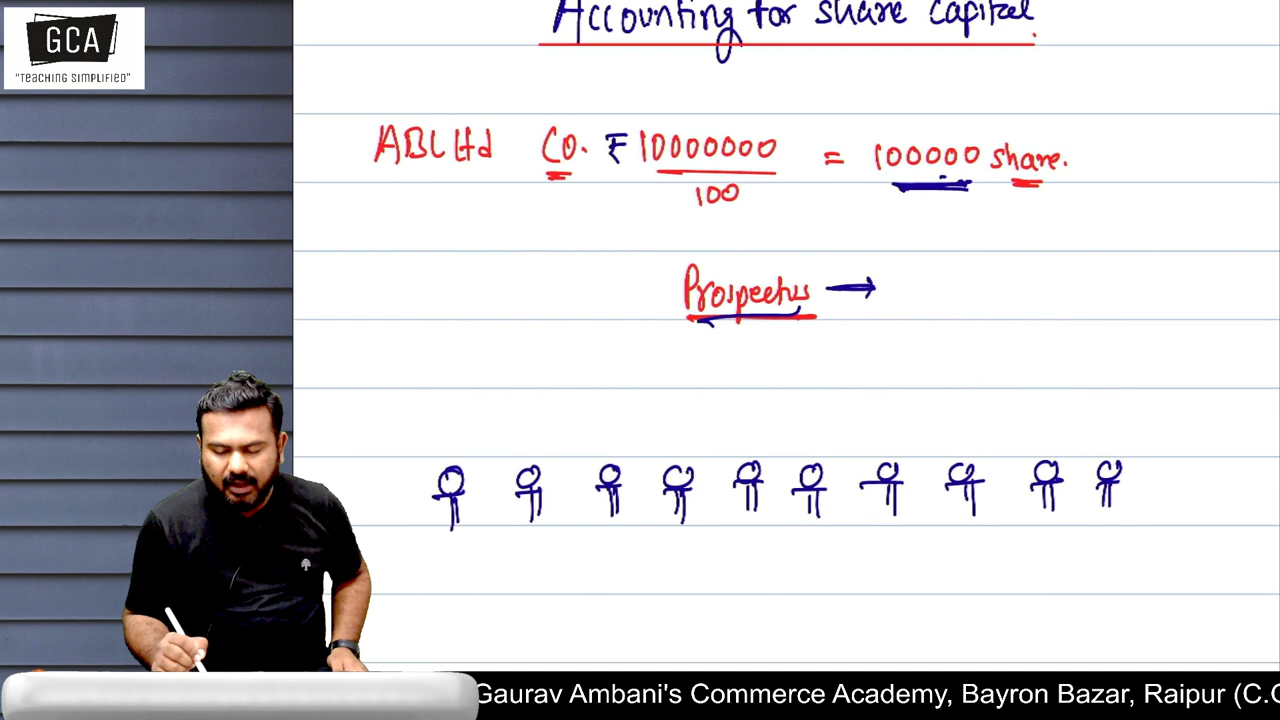 GCA
"TEACHING SIMPLIFIED"
Accounting for share capital.
ABC Ltd Co. ₹ 10000000 = 100000 share.
100
Prospectus →
Gaurav Ambani's Commerce Academy, Bayron Bazar, Raipur (C.G